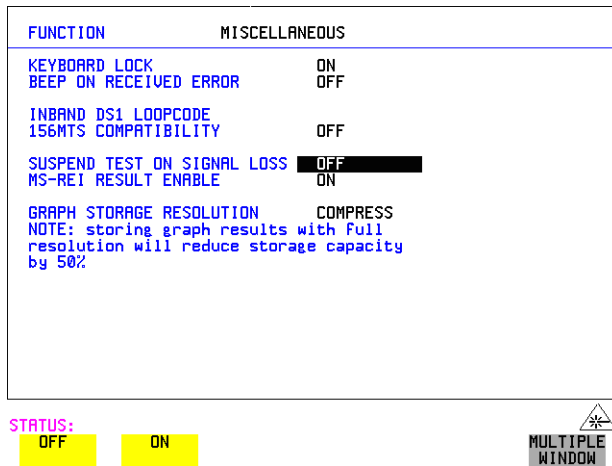 FUNCTION MISCELLANEOUS
KEYBOARD LOCK ON
BEEP ON RECEIVED ERROR OFF
INBAND DS1 LOOPCODE
156MTS COMPATIBILITY OFF
SUSPEND TEST ON SIGNAL LOSS OFF
MS-REI RESULT ENABLE ON
GRAPH STORAGE RESOLUTION COMPRESS
NOTE: storing graph results with full
resolution will reduce storage capacity
by 50%
STATUS:
OFF ON MULTIPLE
WINDOW